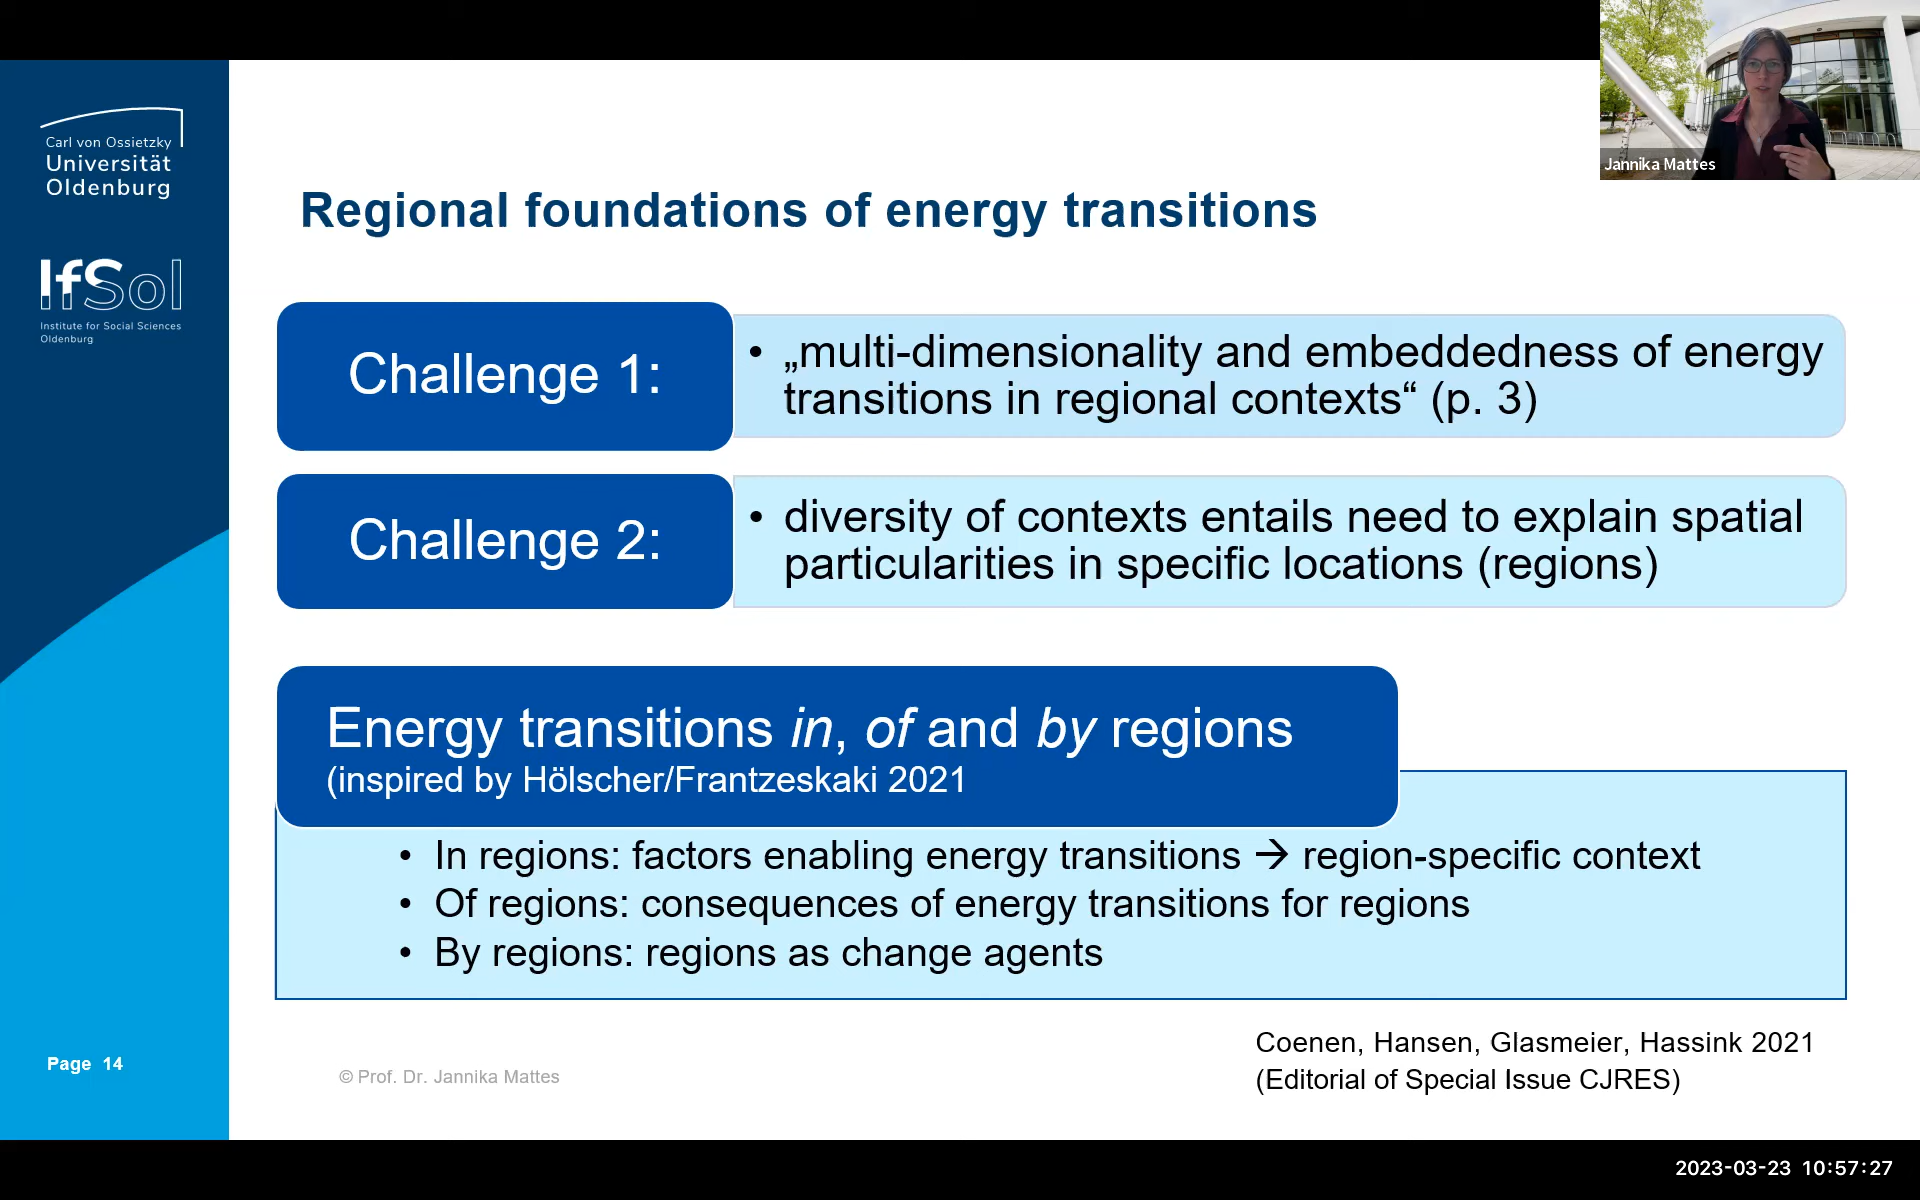 Jannika Mattes
Carl von Ossietzky
Universität
Oldenburg
IfSol
Institute for Social Sciences
Oldenburg
Regional foundations of energy transitions
Challenge 1:
• „multi-dimensionality and embeddedness of energy
transitions in regional contexts“ (p. 3)
Challenge 2:
• diversity of contexts entails need to explain spatial
particularities in specific locations (regions)
Energy transitions in, of and by regions
(inspired by Hölscher/Frantzeskaki 2021
• In regions: factors enabling energy transitions → region-specific context
• Of regions: consequences of energy transitions for regions
• By regions: regions as change agents
Coenen, Hansen, Glasmeier, Hassink 2021
(Editorial of Special Issue CJRES)
Page 14
© Prof. Dr. Jannika Mattes
2023-03-23 10:57:27